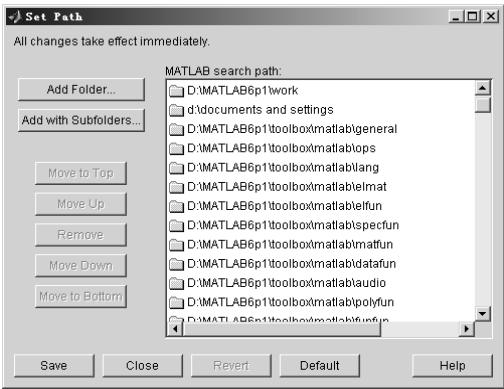 Set Path
All changes take effect immediately.
MATLAB search path:
Add Folder...
Add with Subfolders...
Move to Top
Move Up
Remove
Move Down
Move to Bottom
D:\MATLAB6p1\work
d:\documents and settings
D:\MATLAB6p1\toolbox\matlab\general
D:\MATLAB6p1\toolbox\matlab\ops
D:\MATLAB6p1\toolbox\matlab\lang
D:\MATLAB6p1\toolbox\matlab\elmat
D:\MATLAB6p1\toolbox\matlab\elfun
D:\MATLAB6p1\toolbox\matlab\specfun
D:\MATLAB6p1\toolbox\matlab\matfun
D:\MATLAB6p1\toolbox\matlab\datafun
D:\MATLAB6p1\toolbox\matlab\audio
D:\MATLAB6p1\toolbox\matlab\polyfun
D:\MATLAB6p1\toolbox\matlab\funfun
Save
Close
Revert
Default
Help